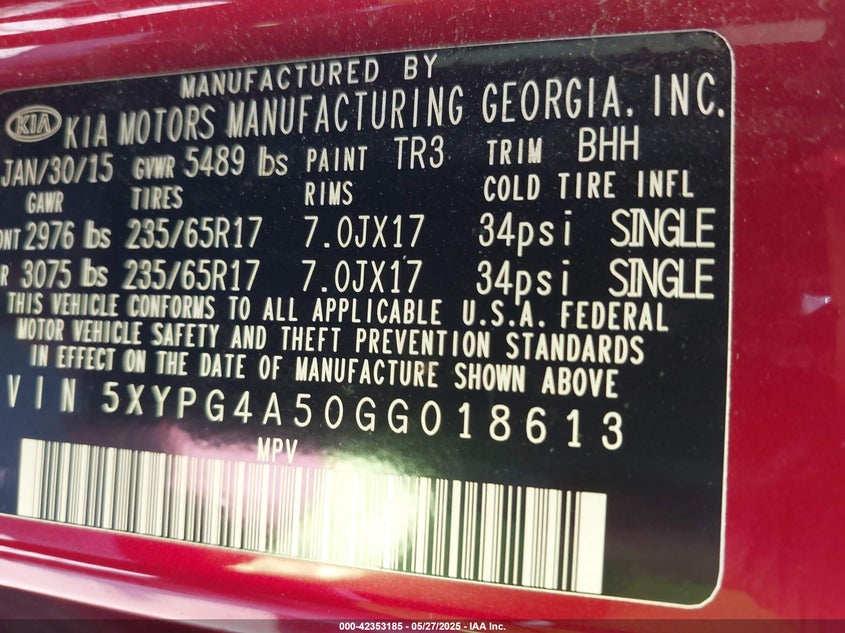 MANUFACTURED BY
KIA KIA MOTORS MANUFACTURING GEORGIA, INC.
JAN/30/15 GVWR 5489 lbs PAINT TR3 TRIM BHH
GAWR TIRES RIMS COLD TIRE INFL
ONT 2976 lbs 235/65R17 7.0JX17 34psi SINGLE
R 3075 lbs 235/65R17 7.0JX17 34psi SINGLE
THIS VEHICLE CONFORMS TO ALL APPLICABLE U.S.A. FEDERAL
MOTOR VEHICLE SAFETY AND THEFT PREVENTION STANDARDS
IN EFFECT ON THE DATE OF MANUFACTURE SHOWN ABOVE
VIN 5XYPG4A50GG018613
MPV
000-42353185 - 05/27/2025 - IAA Inc.